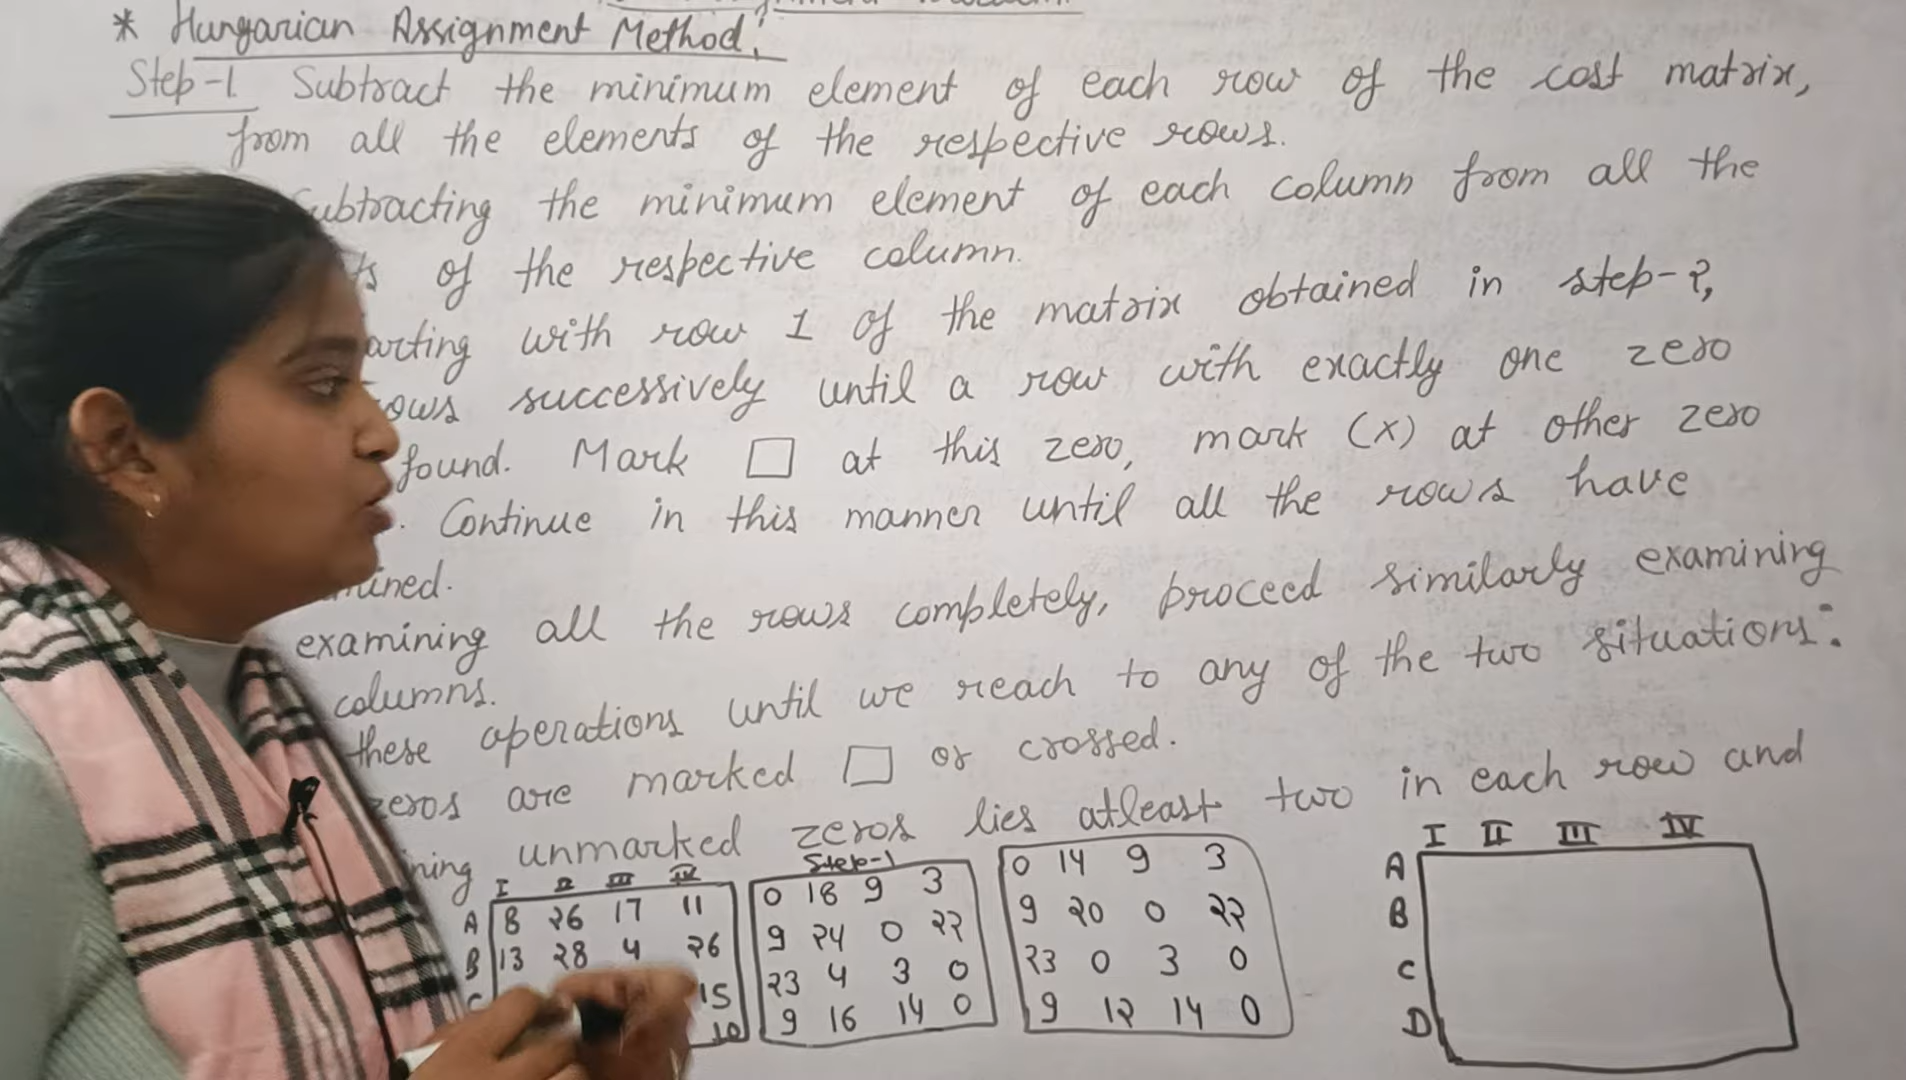 * Hungarian Assignment Method:
Step-1 Subtract the minimum element of each row of the cost matrix,
from all the elements of the respective rows.
ubtracting the minimum element of each column from all the
ts of the respective column.
arting with row 1 of the matrix obtained in step-2,
ows successively until a row with exactly one zero
found. Mark □ at this zero, mark (x) at other zero
. Continue in this manner until all the rows have
ined.
examining all the rows completely, proceed similarly examining
columns.
these operations until we reach to any of the two situations:
zeros are marked □ or crossed.
ning unmarked zeros lies atleast two in each row and
I II III IV
A 8 26 17 11
B 13 28 4 26
C 15
10
Step-1
0 18 9 3
9 24 0 22
23 4 3 0
9 16 14 0
0 14 9 3
9 20 0 22
23 0 3 0
9 12 14 0
I II III IV
A
B
C
D